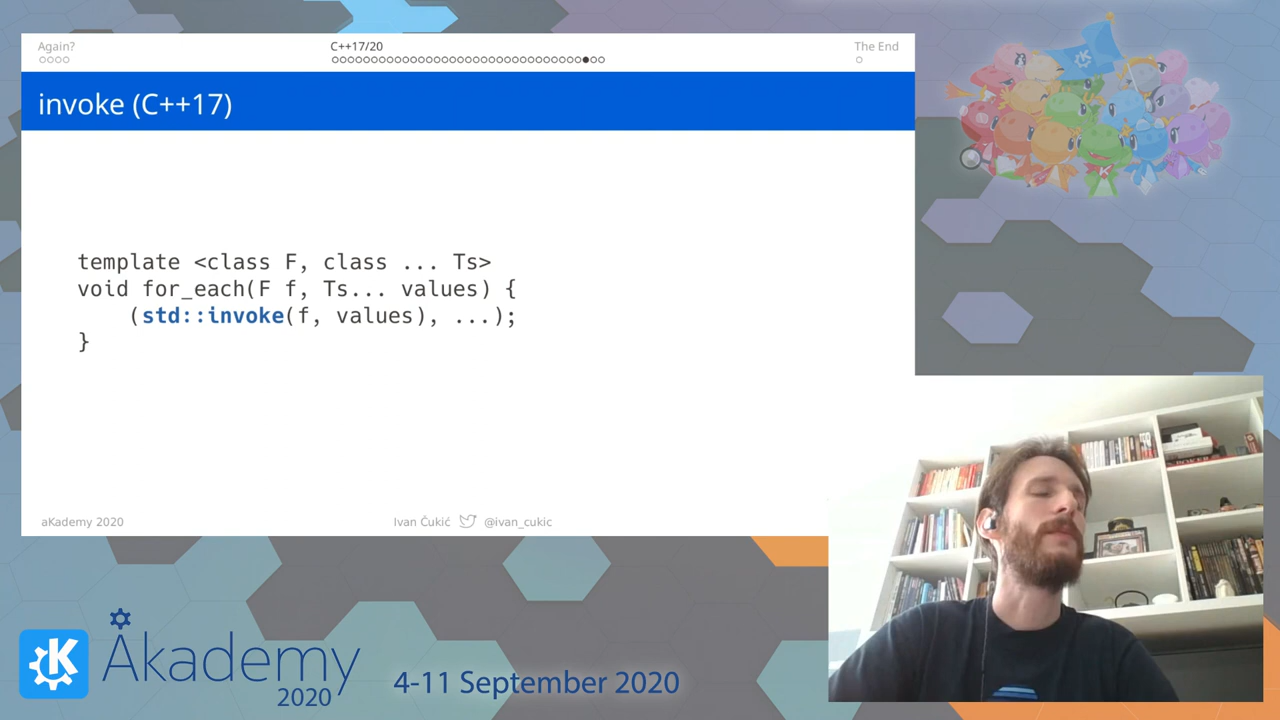 Again?
C++17/20
The End
invoke (C++17)
template <class F, class ... Ts>
void for_each(F f, Ts... values) {
    (std::invoke(f, values), ...);
}
aKademy 2020
Ivan Čukić
@ivan_cukic
Akademy
2020
4-11 September 2020